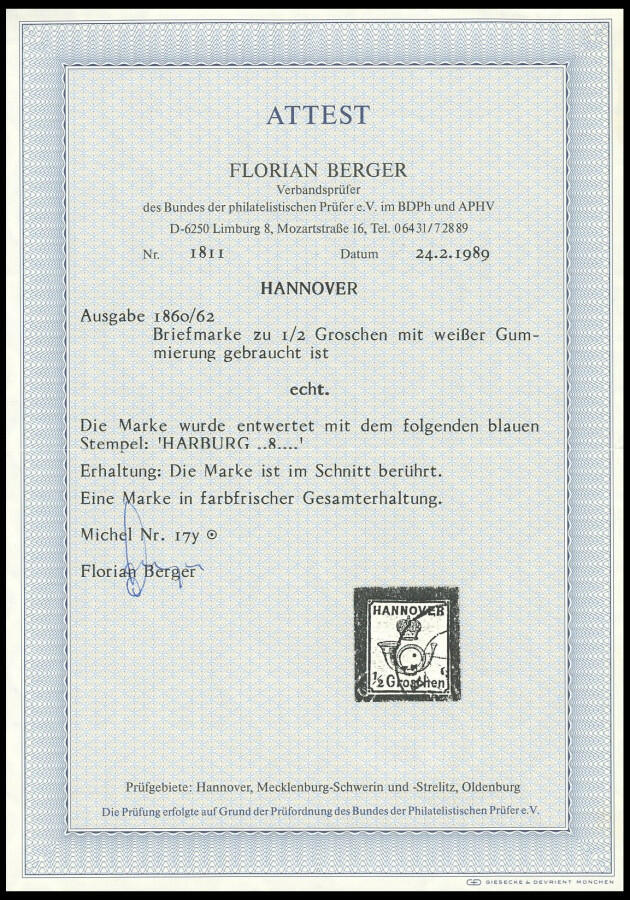 ATTEST
FLORIAN BERGER
Verbandsprüfer
des Bundes der philatelistischen Prüfer e.V. im BDPh und APHV
D-6250 Limburg 8, Mozartstraße 16, Tel. 06431/72889
Nr. 1811 Datum 24.2.1989
HANNOVER
Ausgabe 1860/62
Briefmarke zu 1/2 Groschen mit weißer Gum-
mierung gebraucht ist
echt.
Die Marke wurde entwertet mit dem folgenden blauen
Stempel: 'HARBURG ..8....'
Erhaltung: Die Marke ist im Schnitt berührt.
Eine Marke in farbfrischer Gesamterhaltung.
Michel Nr. 17y ⊙
Florian Berger
HANNOVER
½ Groschen
Prüfgebiete: Hannover, Mecklenburg-Schwerin und -Strelitz, Oldenburg
Die Prüfung erfolgte auf Grund der Prüfordnung des Bundes der Philatelistischen Prüfer e.V.
GIESECKE & DEVRIENT MÜNCHEN